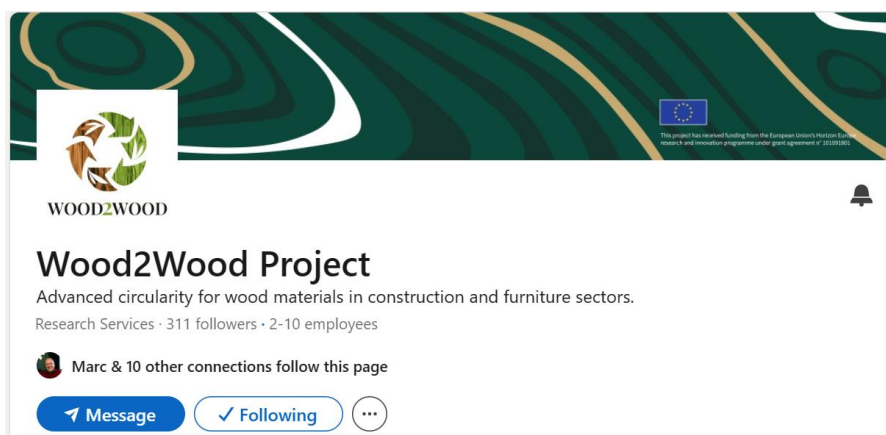 This project has received funding from the European Union's Horizon Europe
research and innovation programme under grant agreement n° 101091801
WOOD2WOOD
Wood2Wood Project
Advanced circularity for wood materials in construction and furniture sectors.
Research Services · 311 followers • 2-10 employees
Marc & 10 other connections follow this page
Message
Following